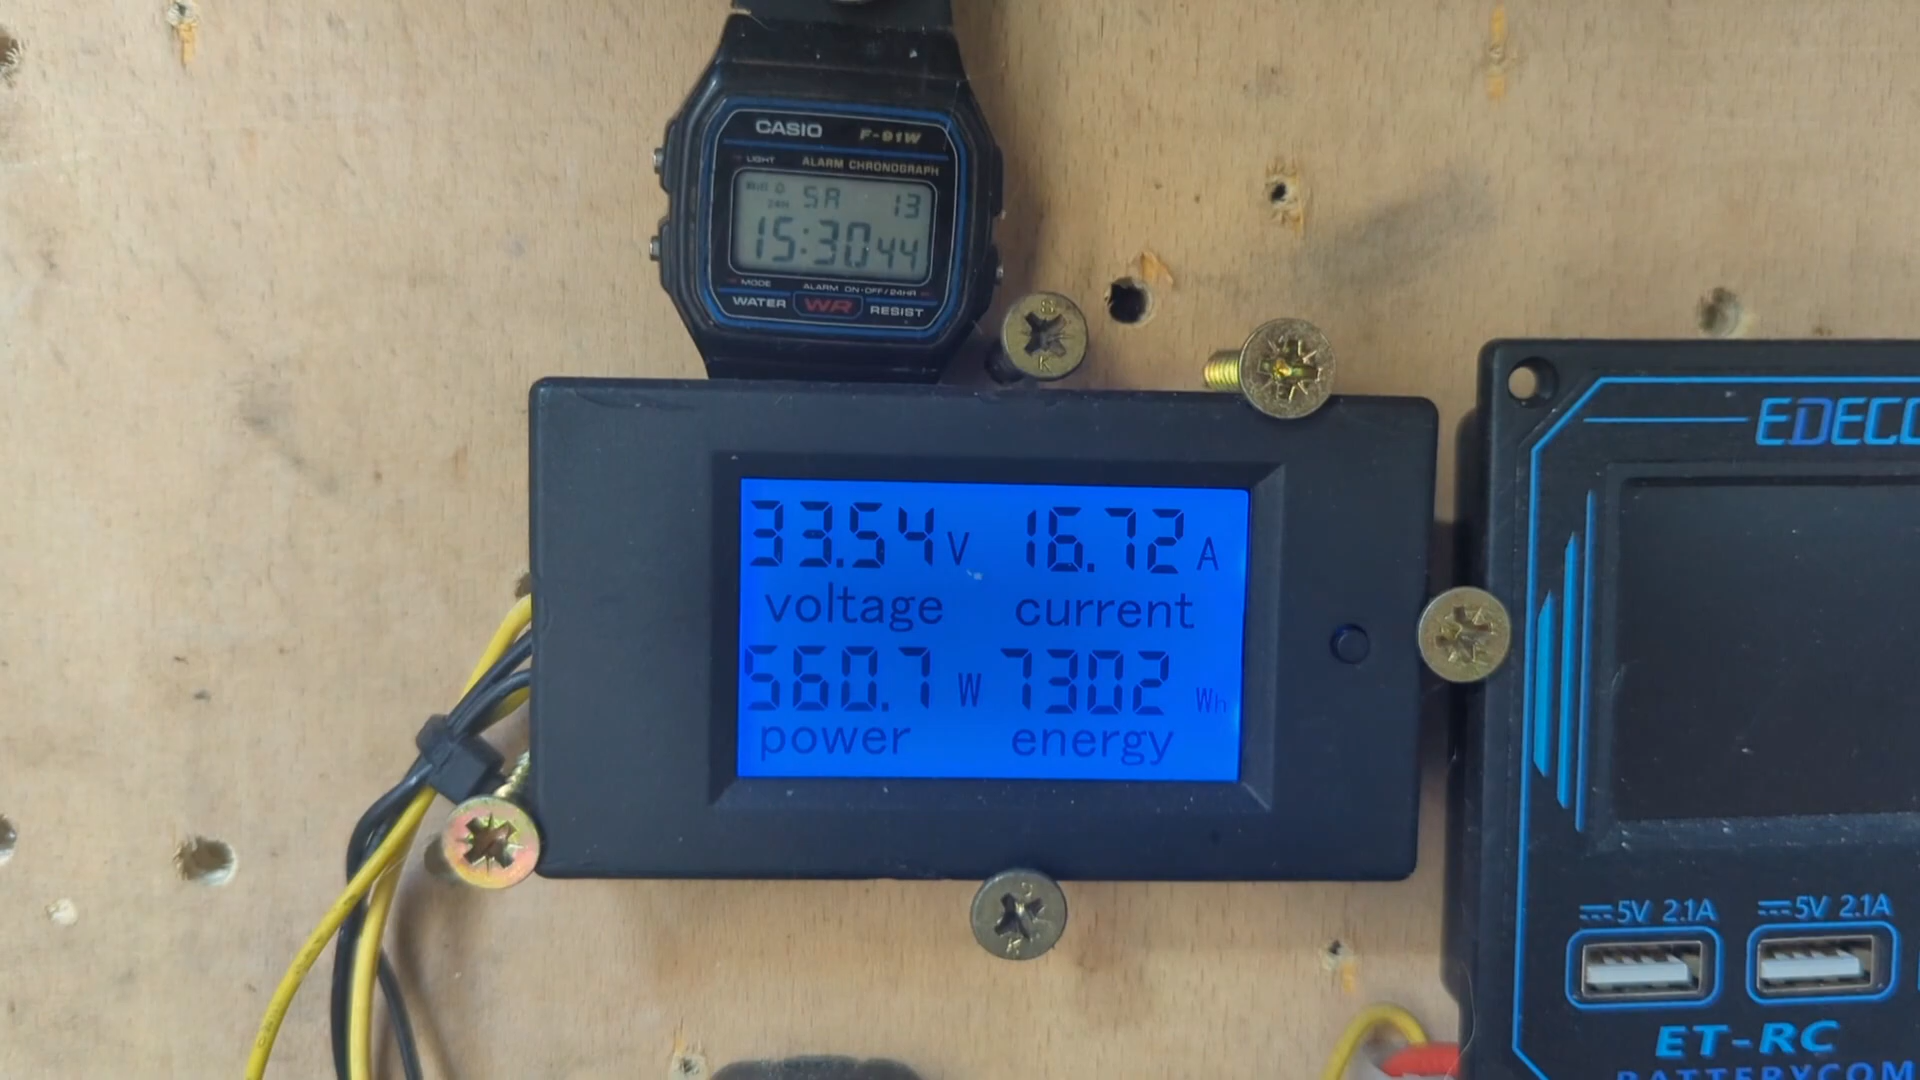 CASIO F-91W
LIGHT ALARM CHRONOGRAPH
24H SA 13
15:30 44
MODE ALARM ON·OFF/24HR
WATER WR RESIST
S
K
33.54 V 16.72 A
voltage current
560.7 W 7302 Wh
power energy
K
EDECO
5V 2.1A 5V 2.1A
ET-RC
BATTERYCOM